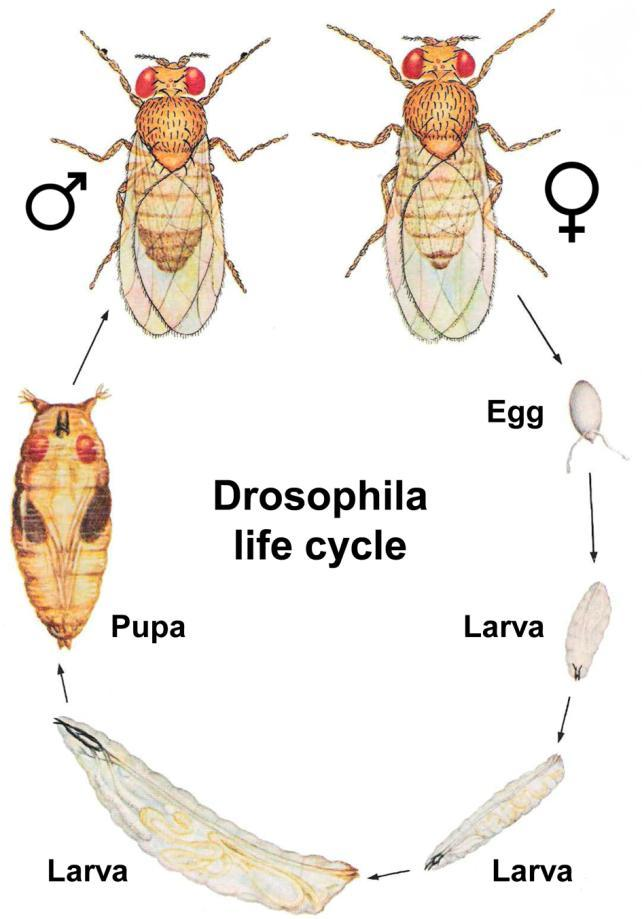 ♂
♀
Egg
Drosophila
life cycle
Pupa
Larva
Larva
Larva